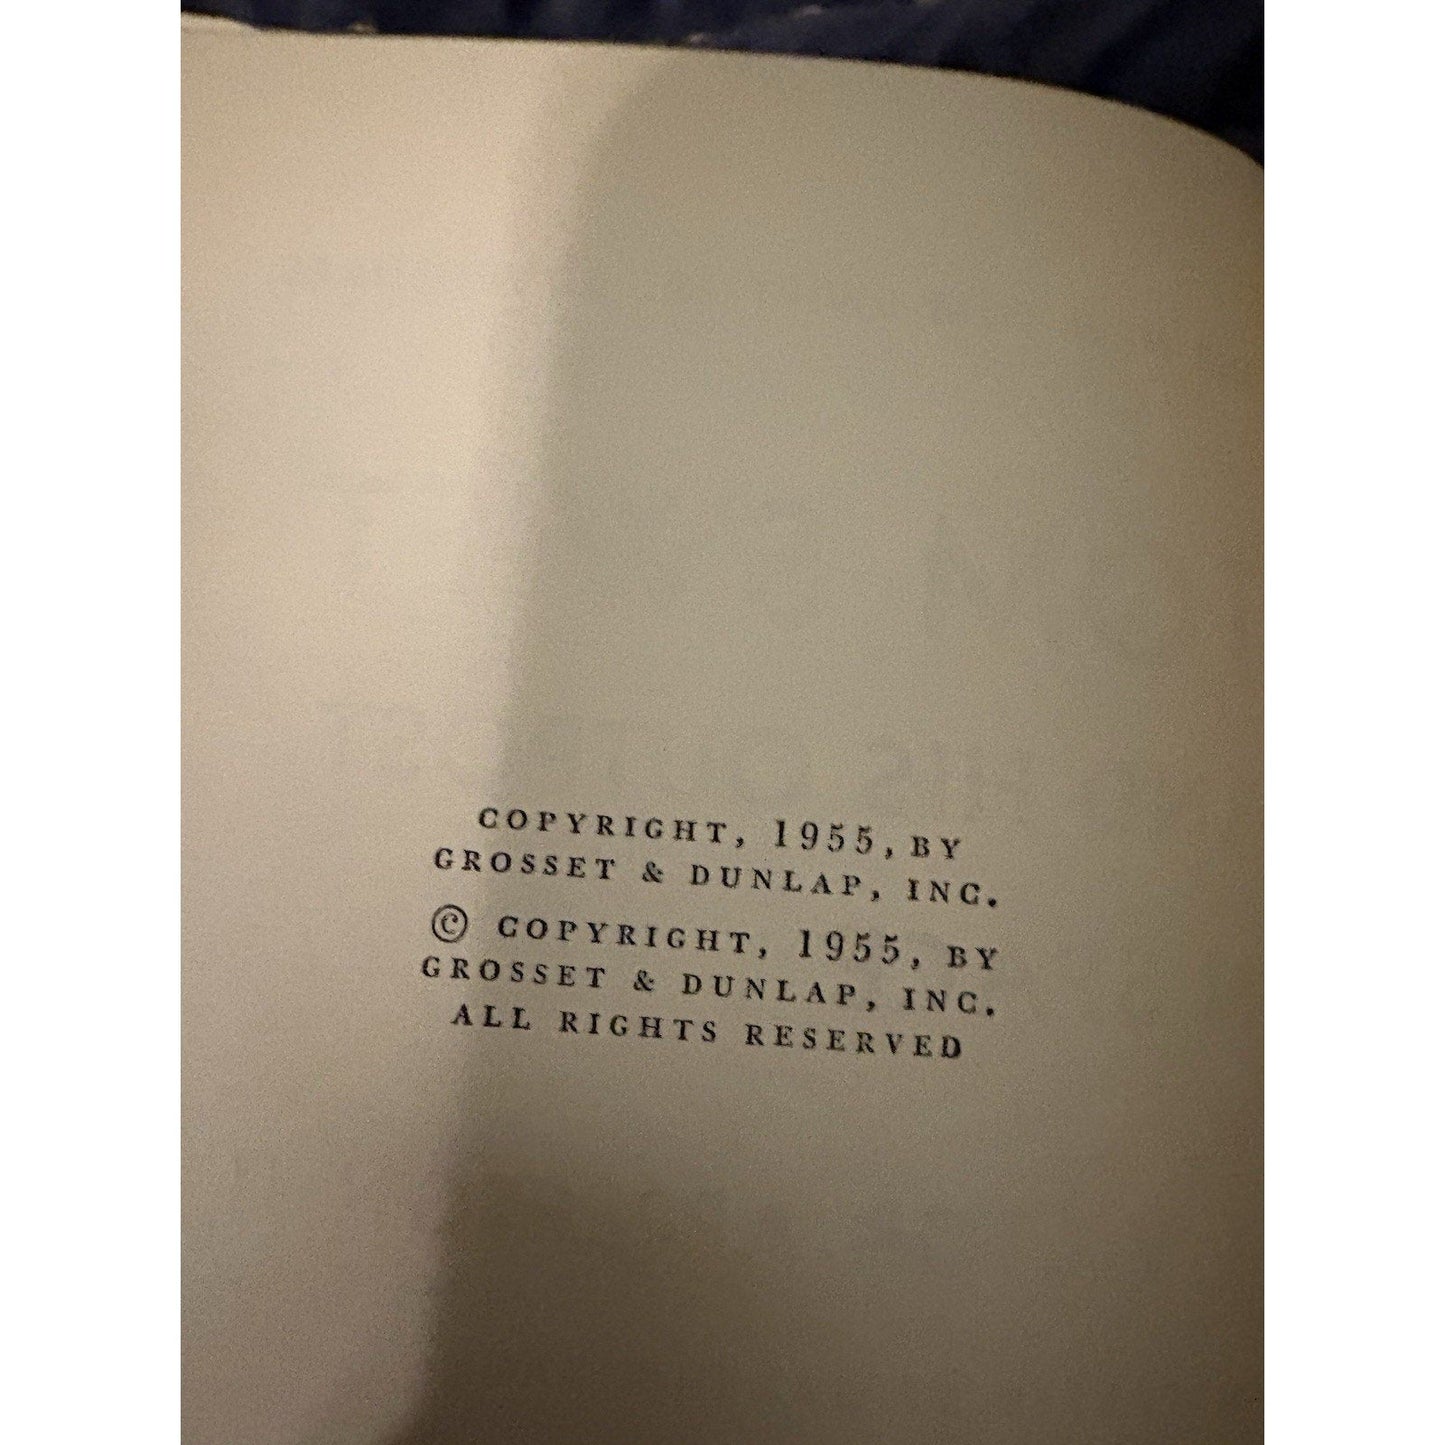 COPYRIGHT, 1955, BY
GROSSET & DUNLAP, INC.
© COPYRIGHT, 1955, BY
GROSSET & DUNLAP, INC.
ALL RIGHTS RESERVED